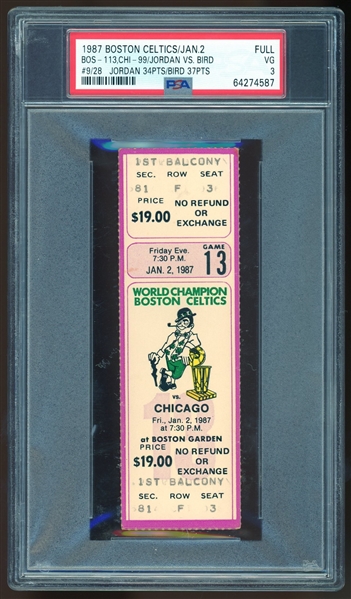 1987 BOSTON CELTICS/JAN.2 FULL
BOS-113,CHI-99/JORDAN VS. BIRD VG
#9/28 JORDAN 34PTS/BIRD 37PTS 3
PSA 64274587
1ST BALCONY
SEC. ROW SEAT
81 F 3
PRICE NO REFUND
$19.00 OR
EXCHANGE
Friday Eve. GAME
7:30 P.M. 13
JAN. 2, 1987
WORLD CHAMPION
BOSTON CELTICS
vs.
CHICAGO
Fri., Jan. 2, 1987
at 7:30 P.M.
at BOSTON GARDEN
PRICE NO REFUND
$19.00 OR
EXCHANGE
1ST BALCONY
SEC. ROW SEAT
81 F 3